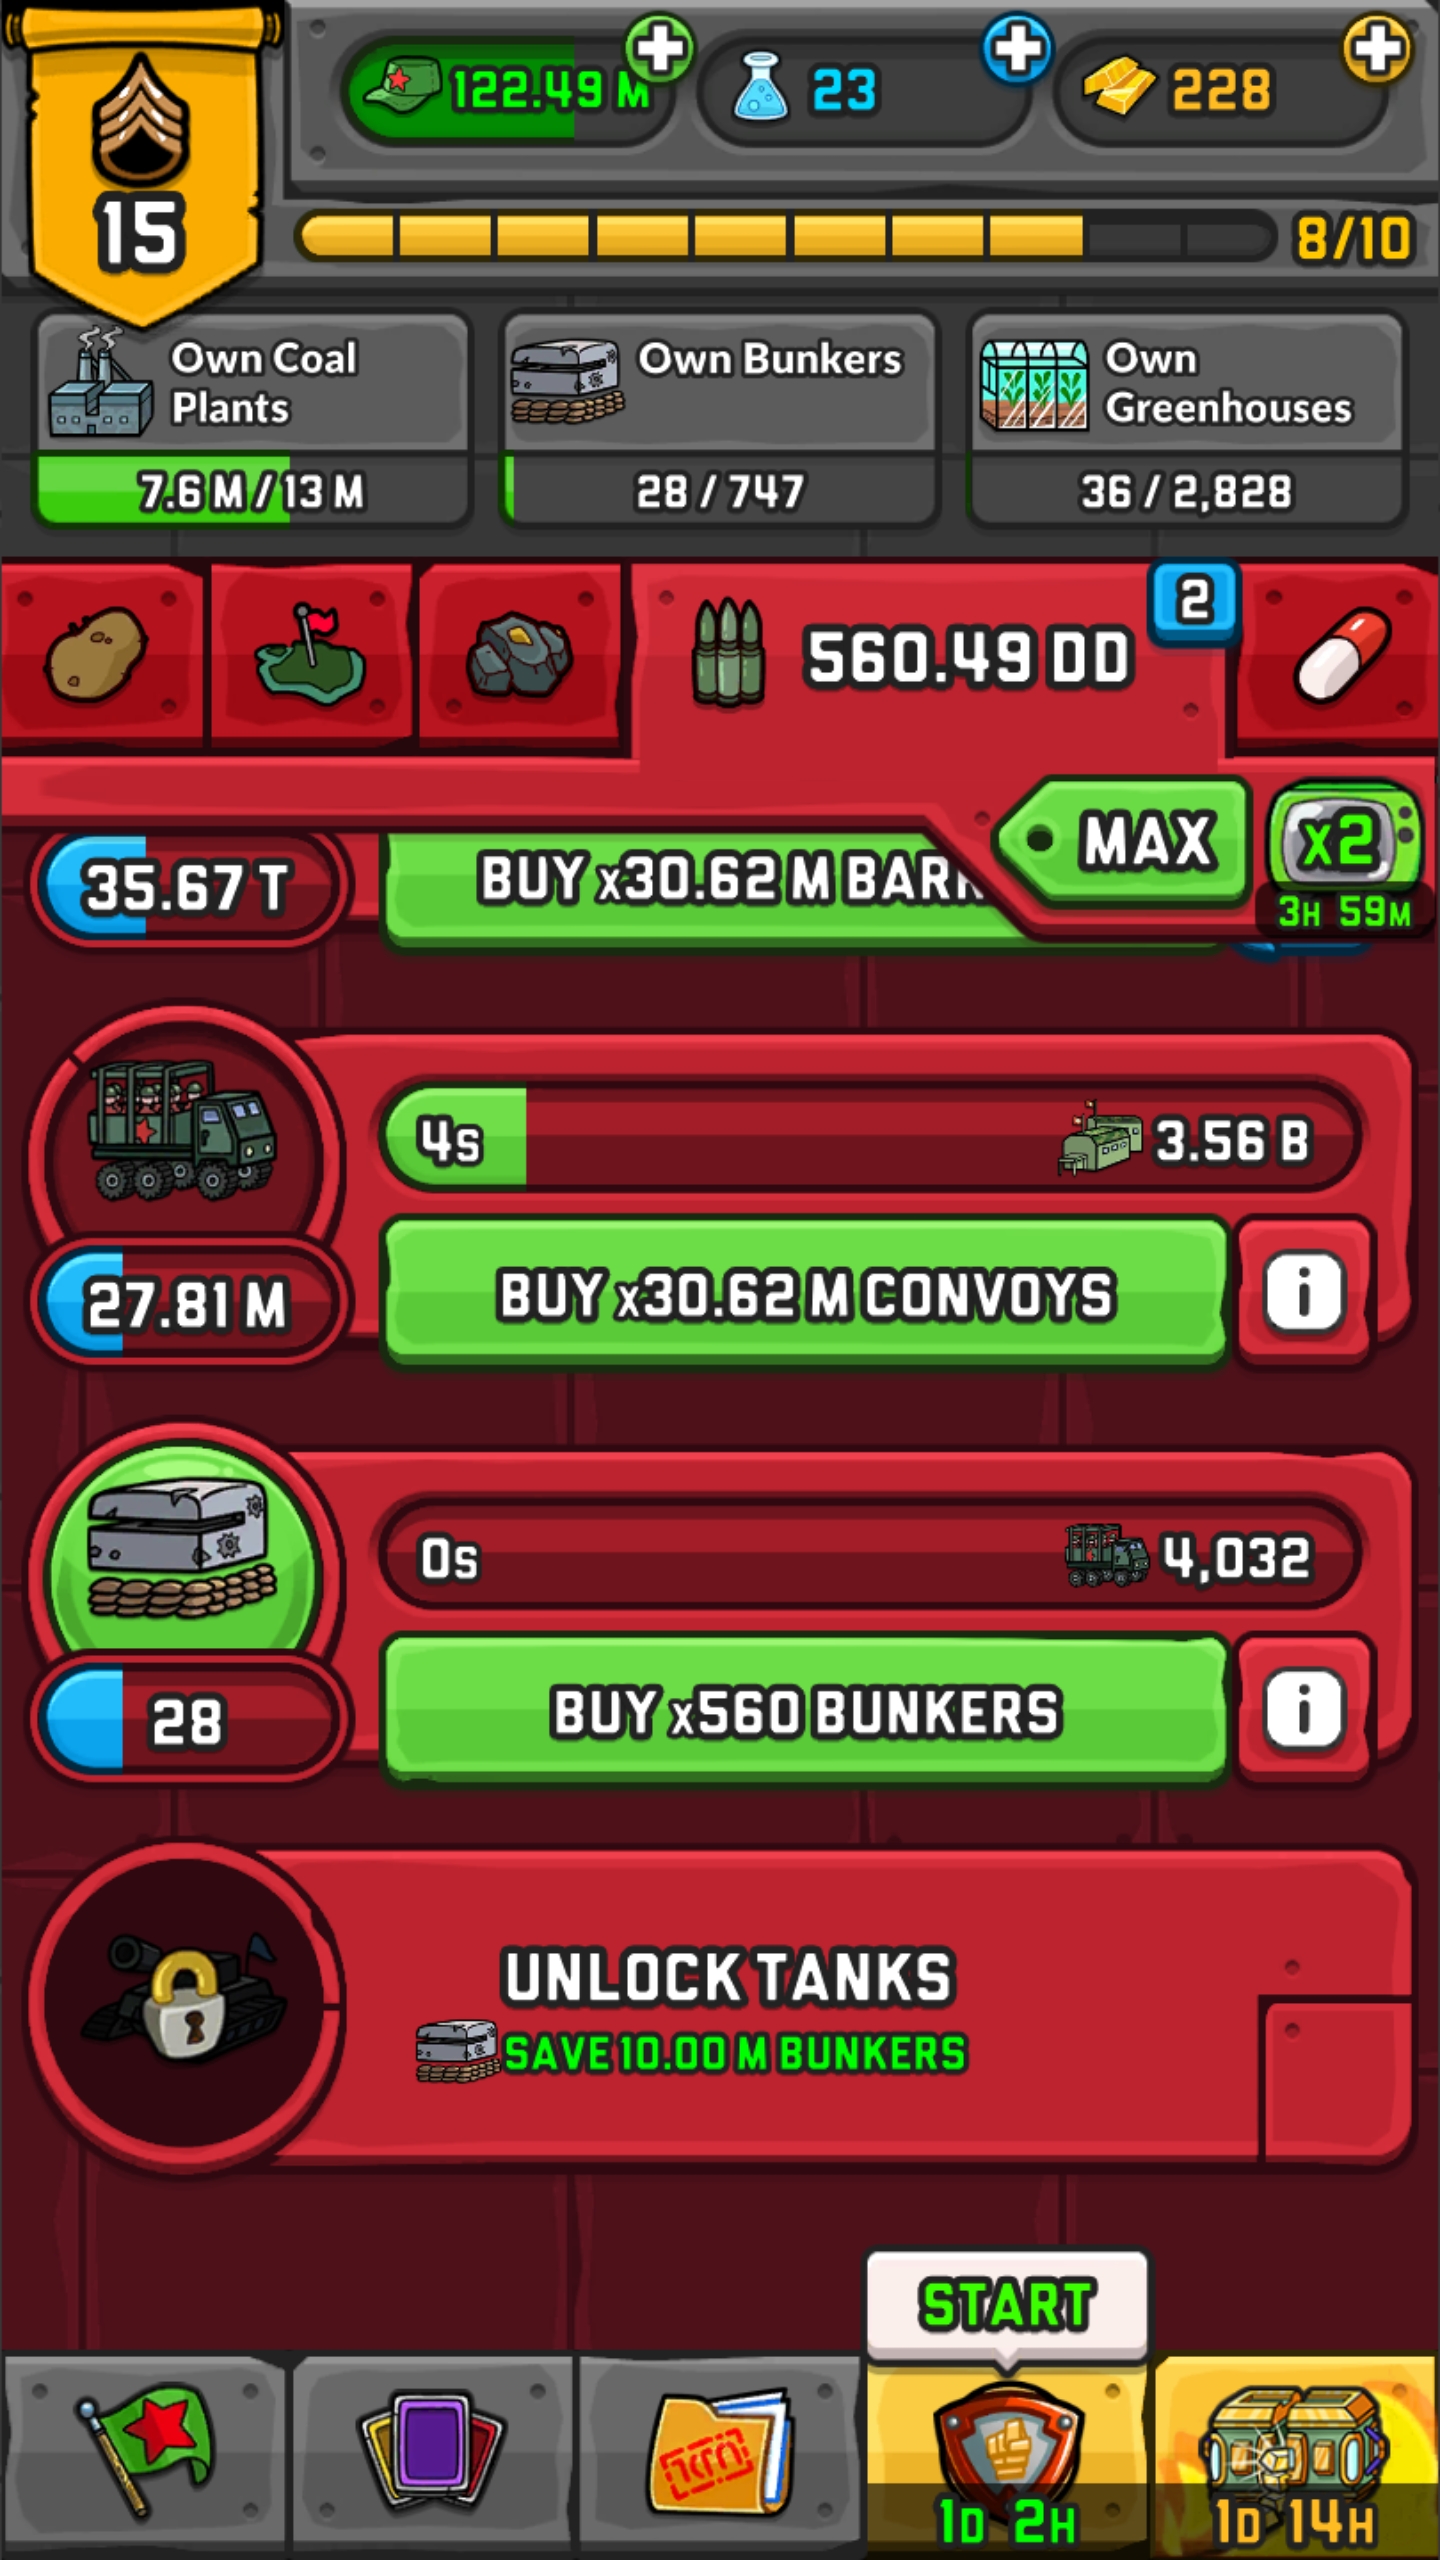 122.49 M
23
228
15
8/10
Own Coal
Plants
7.6 M / 13 M
Own Bunkers
28 / 747
Own
Greenhouses
36 / 2,828
560.49 DD
2
MAX
x2
3H 59M
35.67 T
BUY x30.62 M BARR
4s
3.56 B
27.81 M
BUY x30.62 M CONVOYS
i
0s
4,032
28
BUY x560 BUNKERS
i
UNLOCK TANKS
SAVE 10.00 M BUNKERS
START
1D 2H
1D 14H